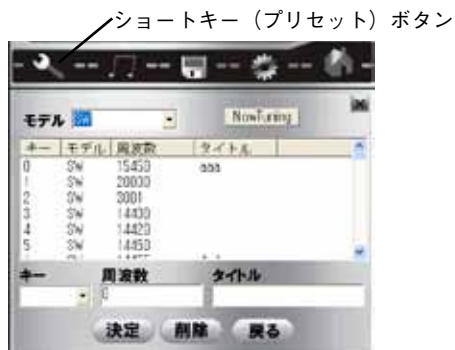 ショートキー（プリセット）ボタン
モデル SW NowTuning
キー モデル 周波数 タイトル
0 SW 15450 aaa
1 SW 20000
2 SW 3001
3 SW 14400
4 SW 14420
5 SW 14450
キー 周波数 タイトル
0
決定 削除 戻る